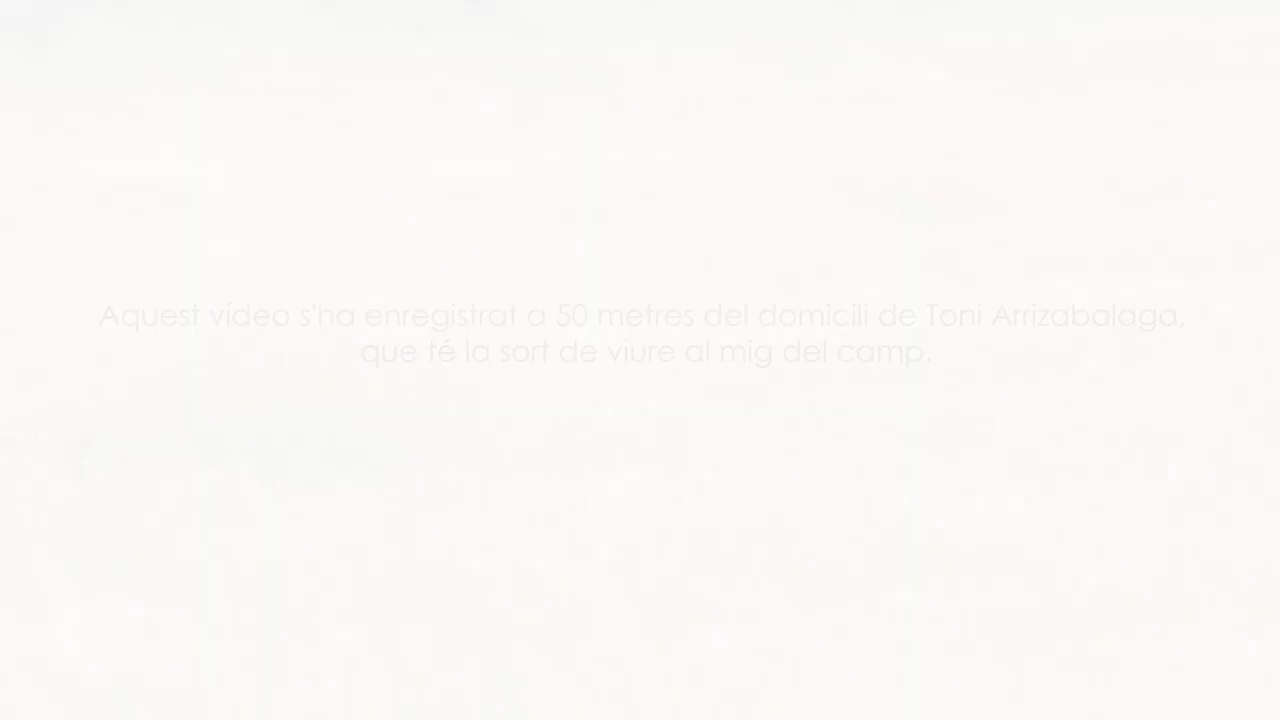 Aquest vídeo s'ha enregistrat a 50 metres del domicili de Toni Arrizabalaga,
que té la sort de viure al mig del camp.